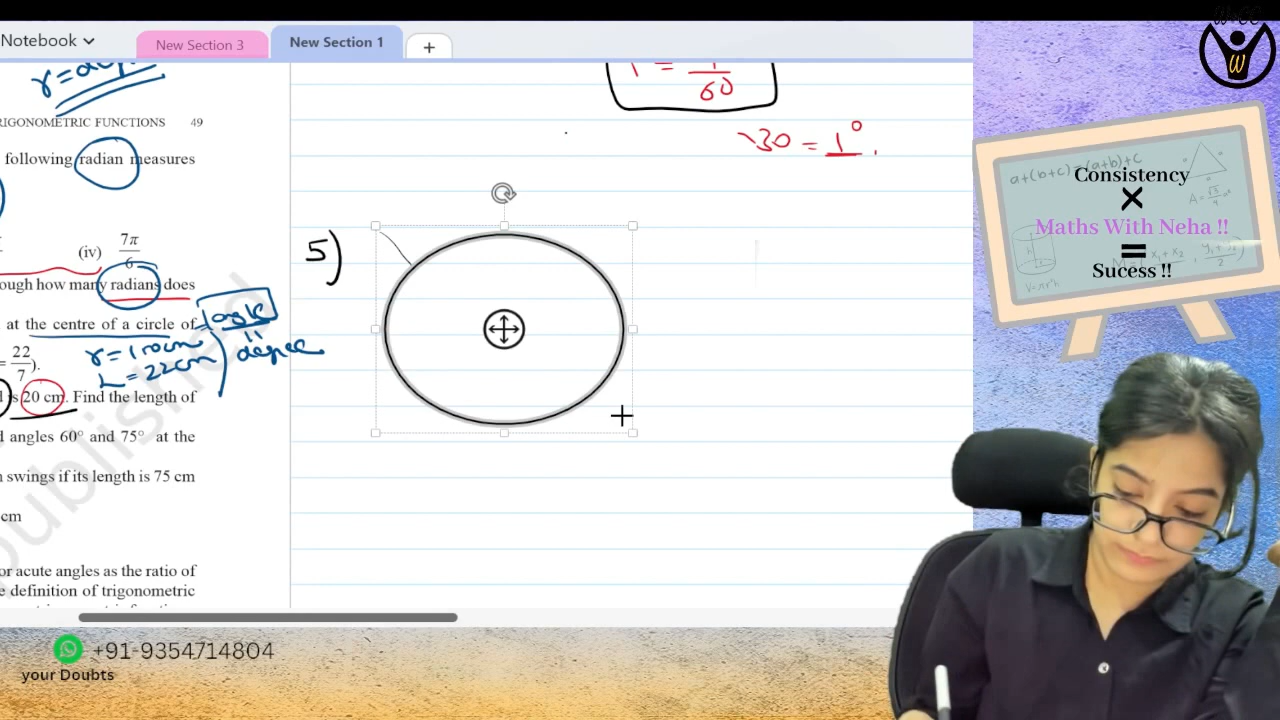 Notebook
New Section 3
New Section 1
+
RIGONOMETRIC FUNCTIONS 49
following radian measures
(iv) 7π/6
ough how many radians does
at the centre of a circle of
= 22/7).
r = 110cm
L = 22cm
angle
=
degree
is 20 cm. Find the length of
d angles 60° and 75° at the
swings if its length is 75 cm
cm
or acute angles as the ratio of
e definition of trigonometric
published
60
30 = 1°.
5)
W
a+(b+c)=(a+b)+c
Consistency
×
Maths With Neha !!
=
Sucess !!
+91-9354714804
your Doubts